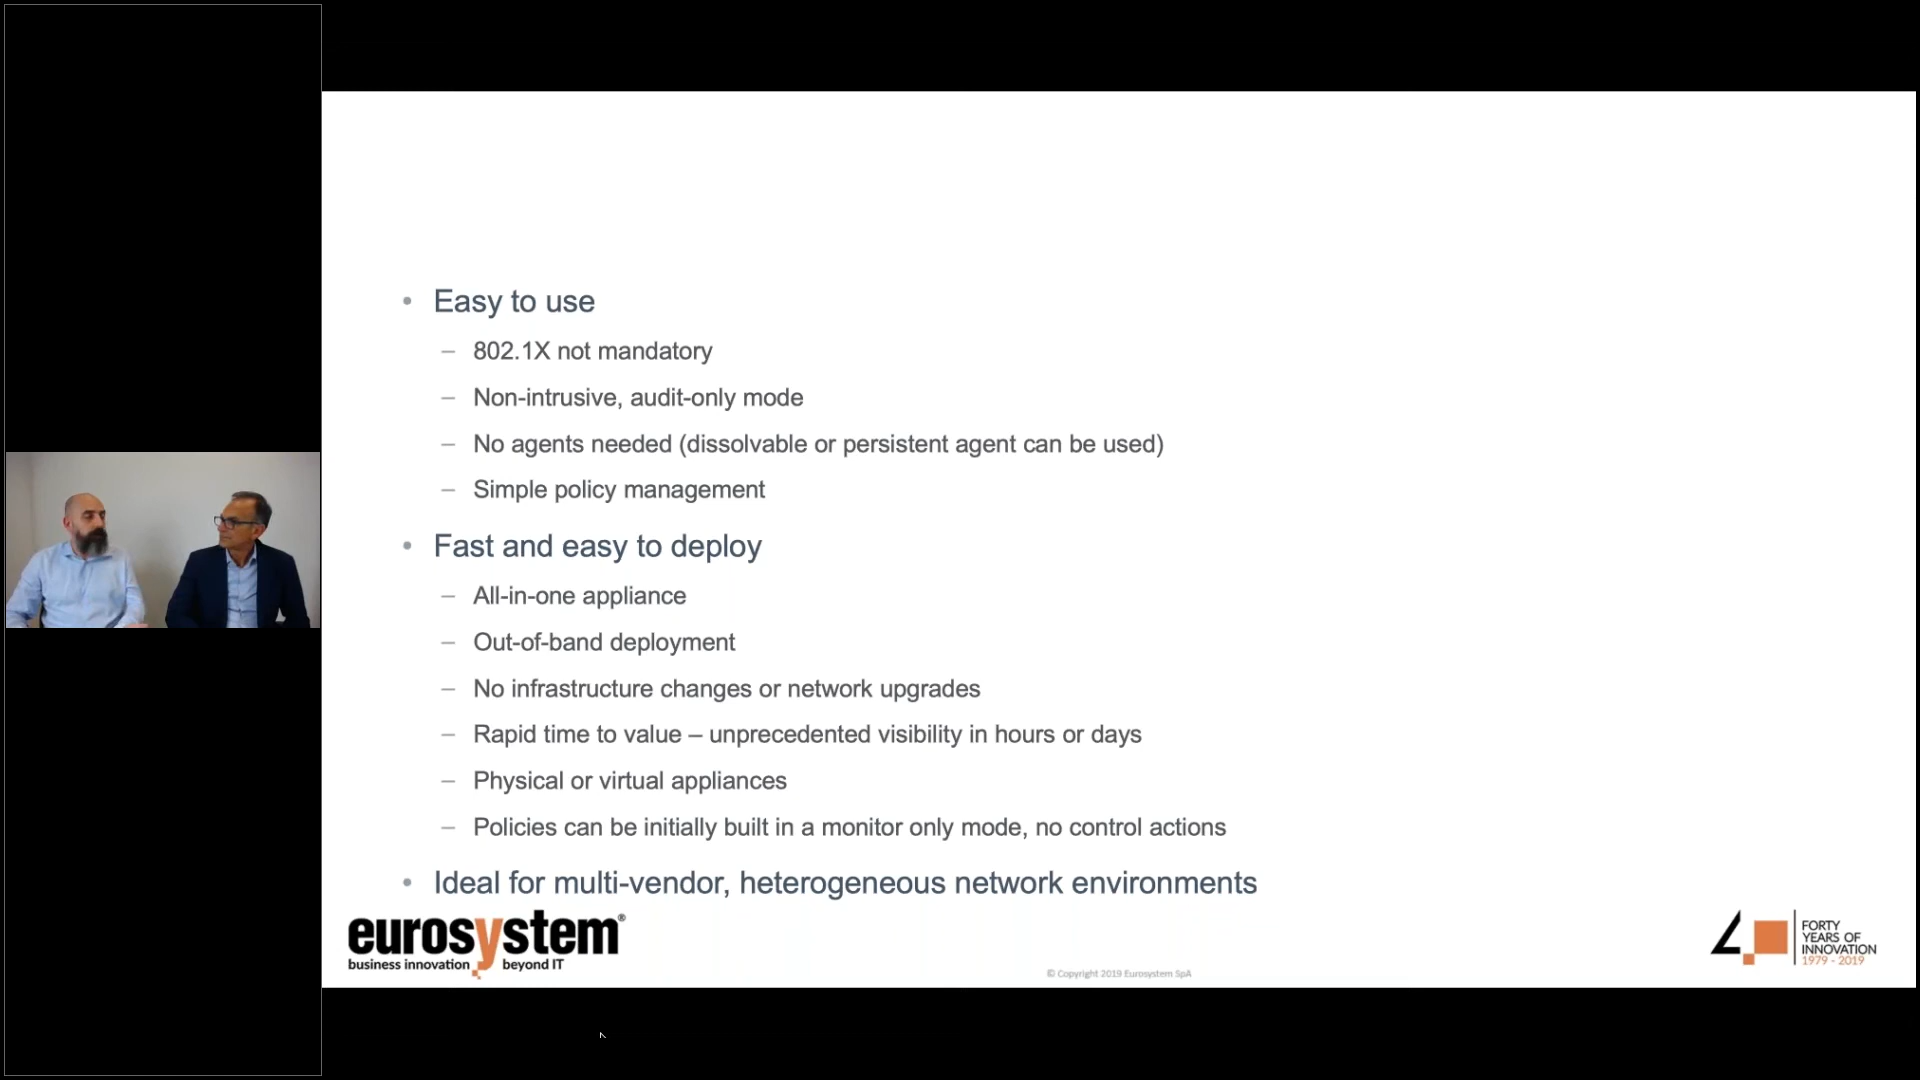 • Easy to use
– 802.1X not mandatory
– Non-intrusive, audit-only mode
– No agents needed (dissolvable or persistent agent can be used)
– Simple policy management
• Fast and easy to deploy
– All-in-one appliance
– Out-of-band deployment
– No infrastructure changes or network upgrades
– Rapid time to value – unprecedented visibility in hours or days
– Physical or virtual appliances
– Policies can be initially built in a monitor only mode, no control actions
• Ideal for multi-vendor, heterogeneous network environments
eurosystem®
business innovation beyond IT
© Copyright 2019 Eurosystem SpA
4
FORTY
YEARS OF
INNOVATION
1979 - 2019